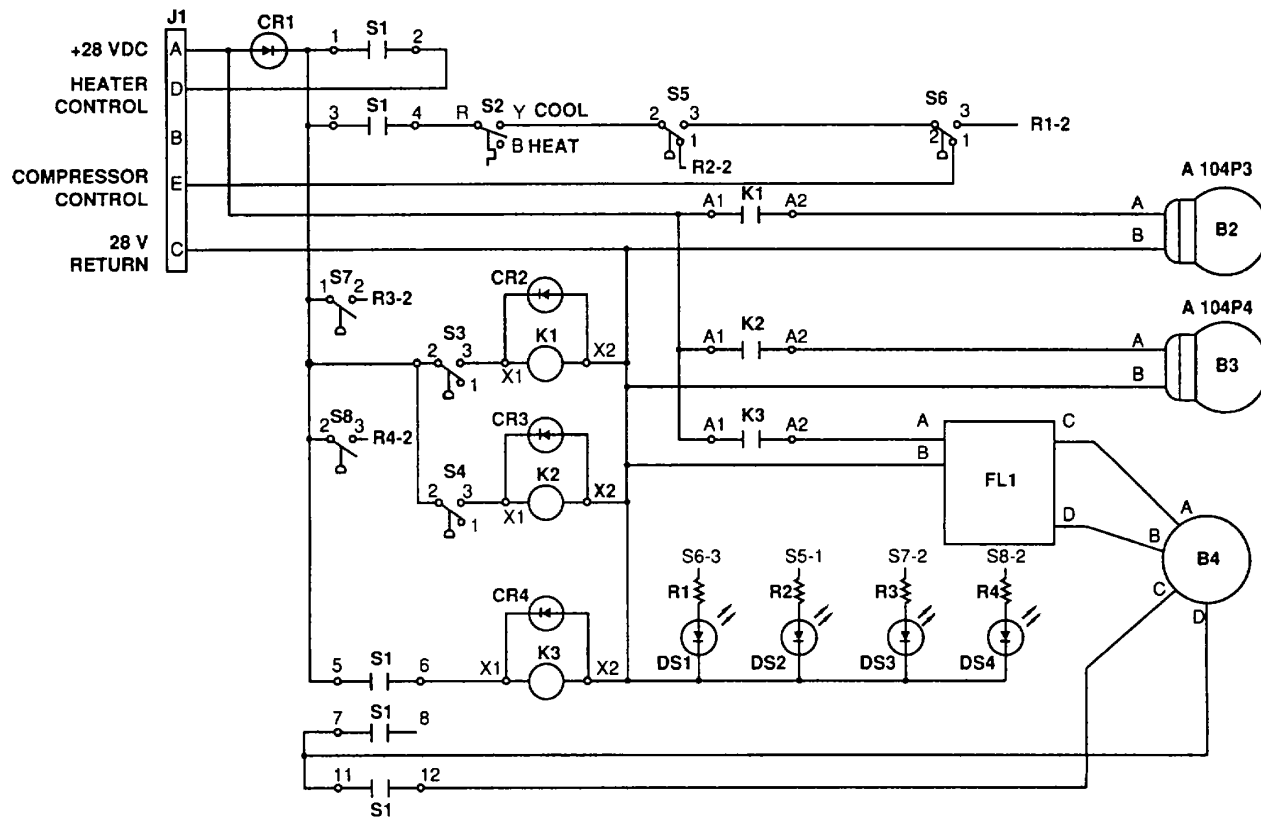 J1
CR1
S1
+28 VDC
A
1
2
HEATER
CONTROL
D
3
S1
4
R
S2
Y
COOL
B
HEAT
2
S5
3
1
R2-2
S6
3
2
1
R1-2
B
COMPRESSOR
CONTROL
E
A 104P3
A1
K1
A2
A
B
B2
28 V
RETURN
C
S7
1
2
R3-2
CR2
K1
X1
X2
S3
2
3
1
A 104P4
A1
K2
A2
A
B
B3
S8
2
3
R4-2
CR3
K2
X1
X2
S4
2
3
1
A1
K3
A2
A
B
FL1
C
D
A
B
C
D
B4
S6-3
S5-1
S7-2
S8-2
R1
R2
R3
R4
DS1
DS2
DS3
DS4
CR4
K3
X1
X2
5
S1
6
7
S1
8
11
12
S1